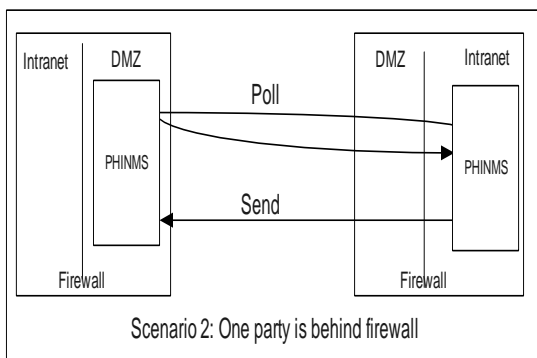 Intranet
DMZ
DMZ
Intranet
Poll
PHINMS
PHINMS
Send
Firewall
Firewall
Scenario 2: One party is behind firewall